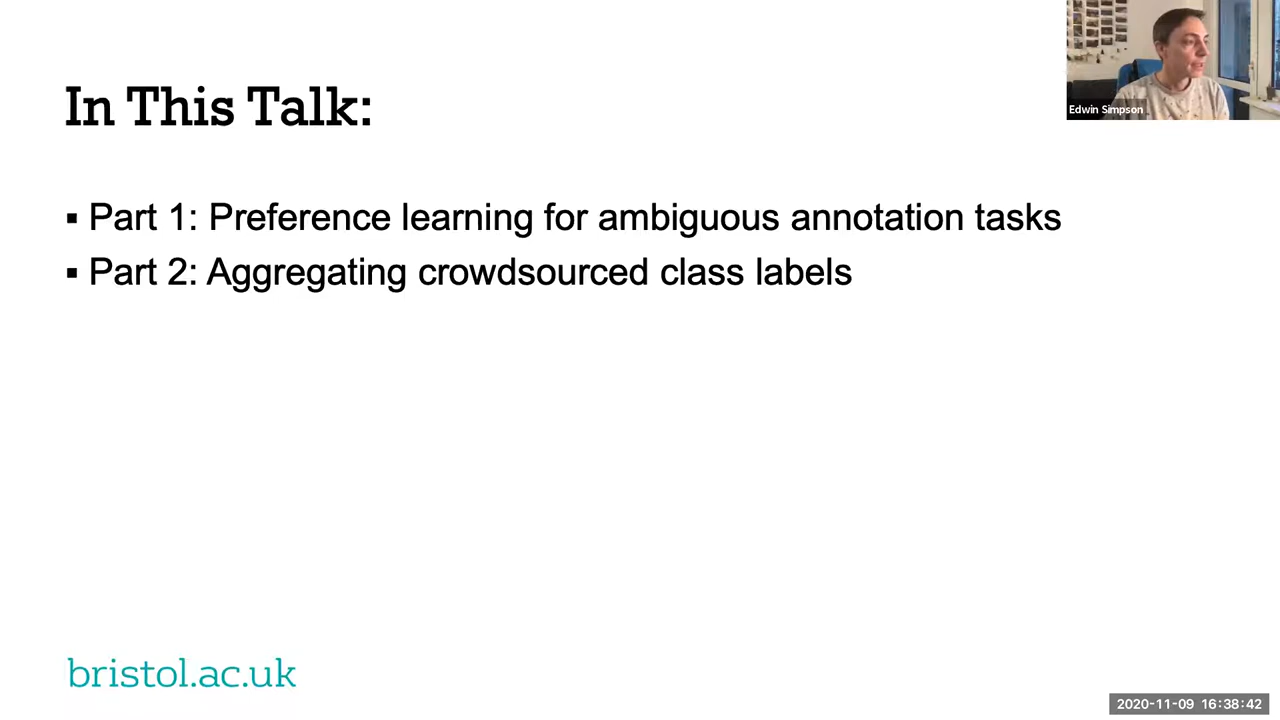 In This Talk:
Edwin Simpson
▪ Part 1: Preference learning for ambiguous annotation tasks
▪ Part 2: Aggregating crowdsourced class labels
bristol.ac.uk
2020-11-09 16:38:42